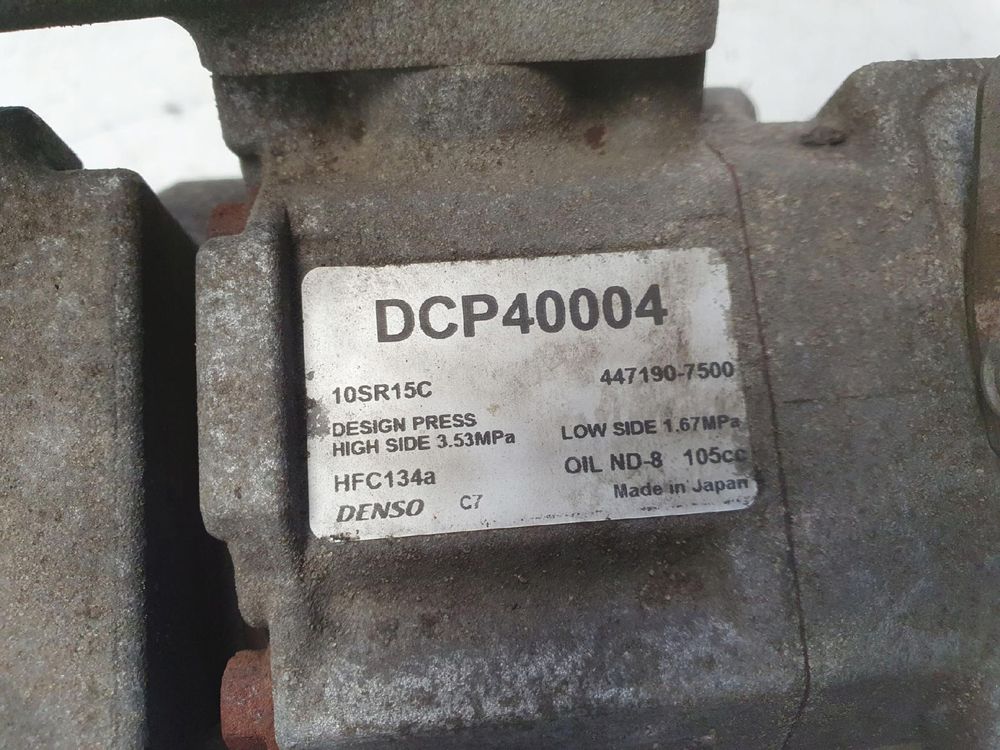 DCP40004
10SR15C 447190-7500
DESIGN PRESS
HIGH SIDE 3.53MPa LOW SIDE 1.67MPa
HFC134a OIL ND-8 105cc
DENSO C7 Made in Japan